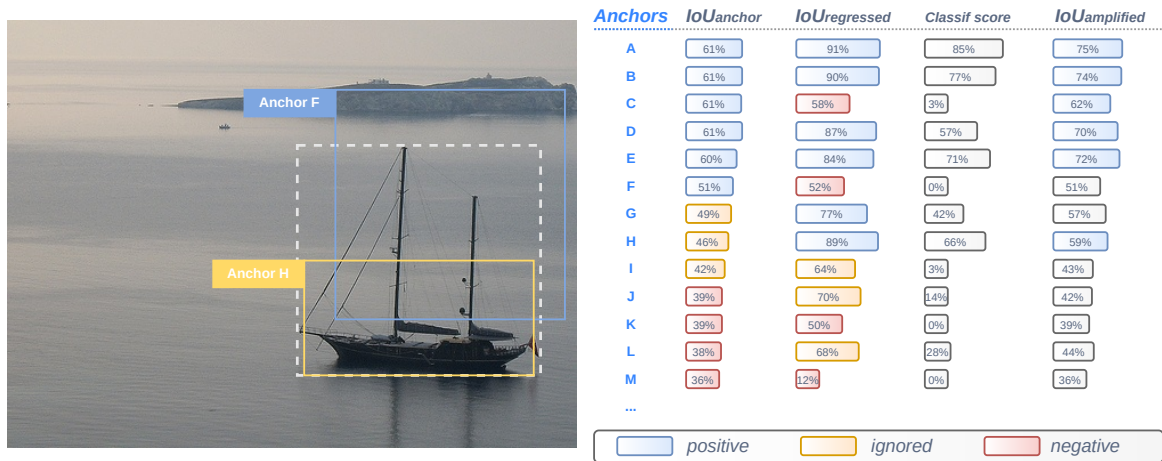 Anchors IoUanchor IoUregressed Classif score IoUamplified
A 61% 91% 85% 75%
B 61% 90% 77% 74%
C 61% 58% 3% 62%
D 61% 87% 57% 70%
E 60% 84% 71% 72%
F 51% 52% 0% 51%
G 49% 77% 42% 57%
H 46% 89% 66% 59%
I 42% 64% 3% 43%
J 39% 70% 14% 42%
K 39% 50% 0% 39%
L 38% 68% 28% 44%
M 36% 12% 0% 36%
...
positive ignored negative
Anchor F
Anchor H